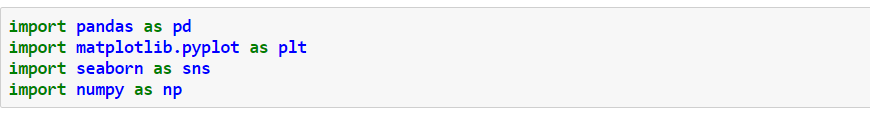 import pandas as pd
import matplotlib.pyplot as plt
import seaborn as sns
import numpy as np